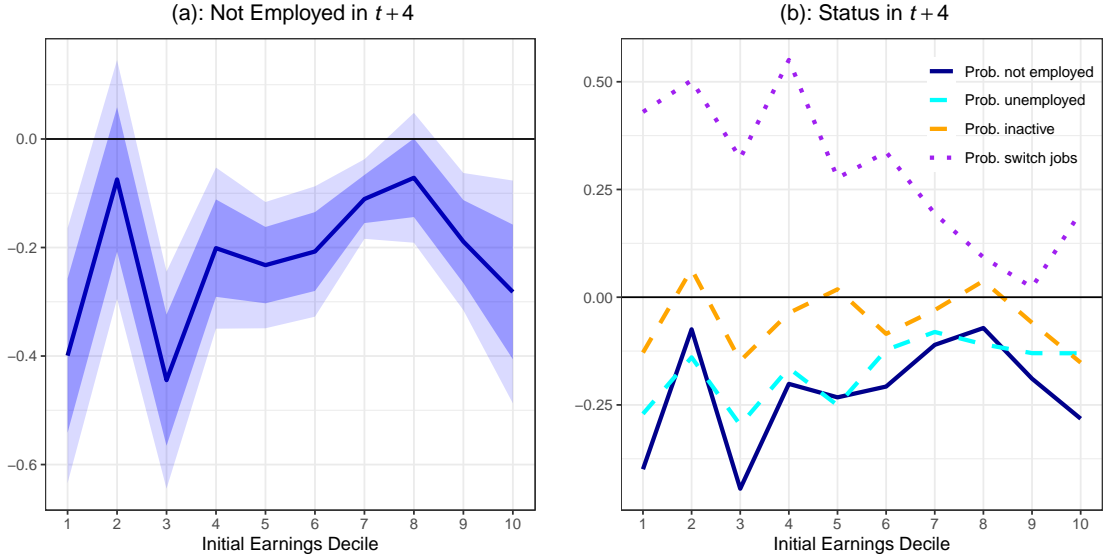 (a): Not Employed in t+4
0.0
−0.2
−0.4
−0.6
1 2 3 4 5 6 7 8 9 10
Initial Earnings Decile
(b): Status in t+4
0.50
0.25
0.00
−0.25
Prob. not employed
Prob. unemployed
Prob. inactive
Prob. switch jobs
1 2 3 4 5 6 7 8 9 10
Initial Earnings Decile